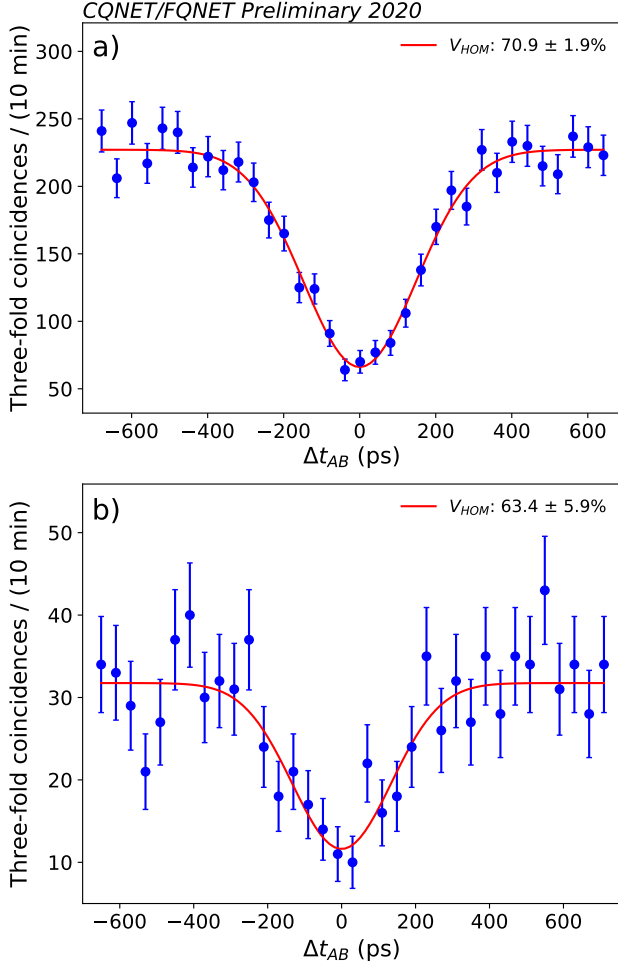 CQNET/FQNET Preliminary 2020
a)
V_HOM: 70.9 ± 1.9%
Three-fold coincidences / (10 min)
300
250
200
150
100
50
−600 −400 −200 0 200 400 600
Δt_AB (ps)
b)
V_HOM: 63.4 ± 5.9%
Three-fold coincidences / (10 min)
50
40
30
20
10
−600 −400 −200 0 200 400 600
Δt_AB (ps)